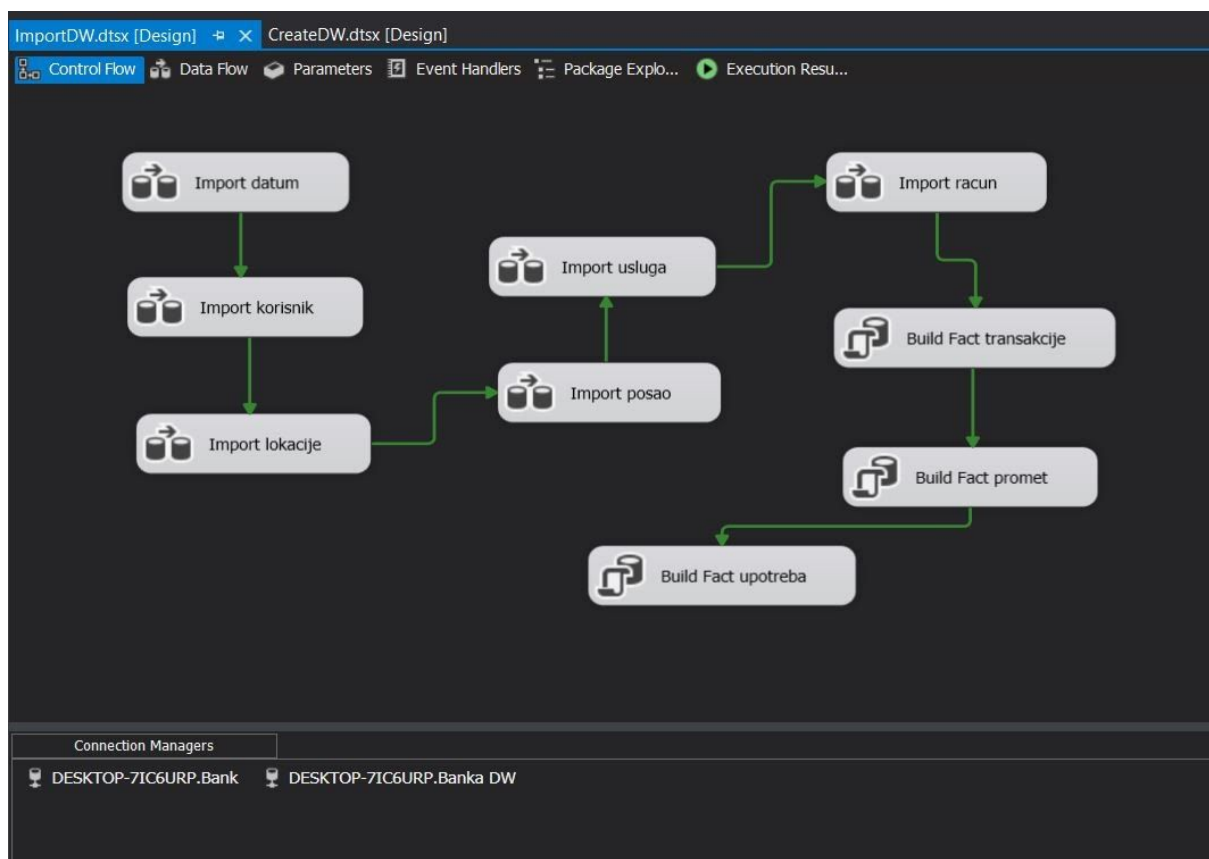 ImportDW.dtsx [Design] CreateDW.dtsx [Design]
Control Flow Data Flow Parameters Event Handlers Package Explo... Execution Resu...
Import datum
Import korisnik
Import lokacije
Import posao
Import usluga
Import racun
Build Fact transakcije
Build Fact promet
Build Fact upotreba
Connection Managers
DESKTOP-7IC6URP.Bank DESKTOP-7IC6URP.Banka DW